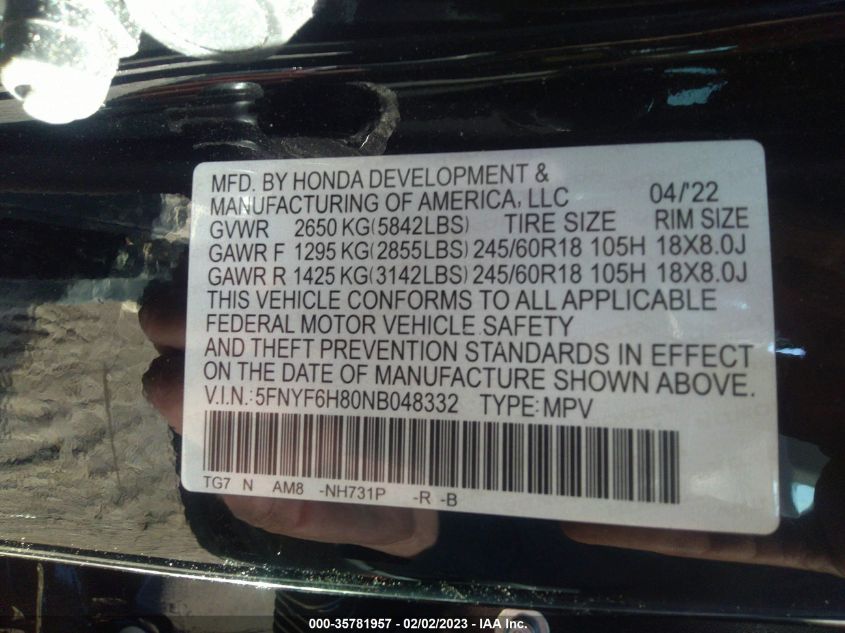 MFD. BY HONDA DEVELOPMENT &
MANUFACTURING OF AMERICA, LLC 04/'22
GVWR 2650 KG(5842LBS) TIRE SIZE RIM SIZE
GAWR F 1295 KG(2855LBS) 245/60R18 105H 18X8.0J
GAWR R 1425 KG(3142LBS) 245/60R18 105H 18X8.0J
THIS VEHICLE CONFORMS TO ALL APPLICABLE
FEDERAL MOTOR VEHICLE SAFETY
AND THEFT PREVENTION STANDARDS IN EFFECT
ON THE DATE OF MANUFACTURE SHOWN ABOVE.
V.I.N.: 5FNYF6H80NB048332 TYPE: MPV
TG7 N AM8 -NH731P -R -B
000-35781957 - 02/02/2023 - IAA Inc.